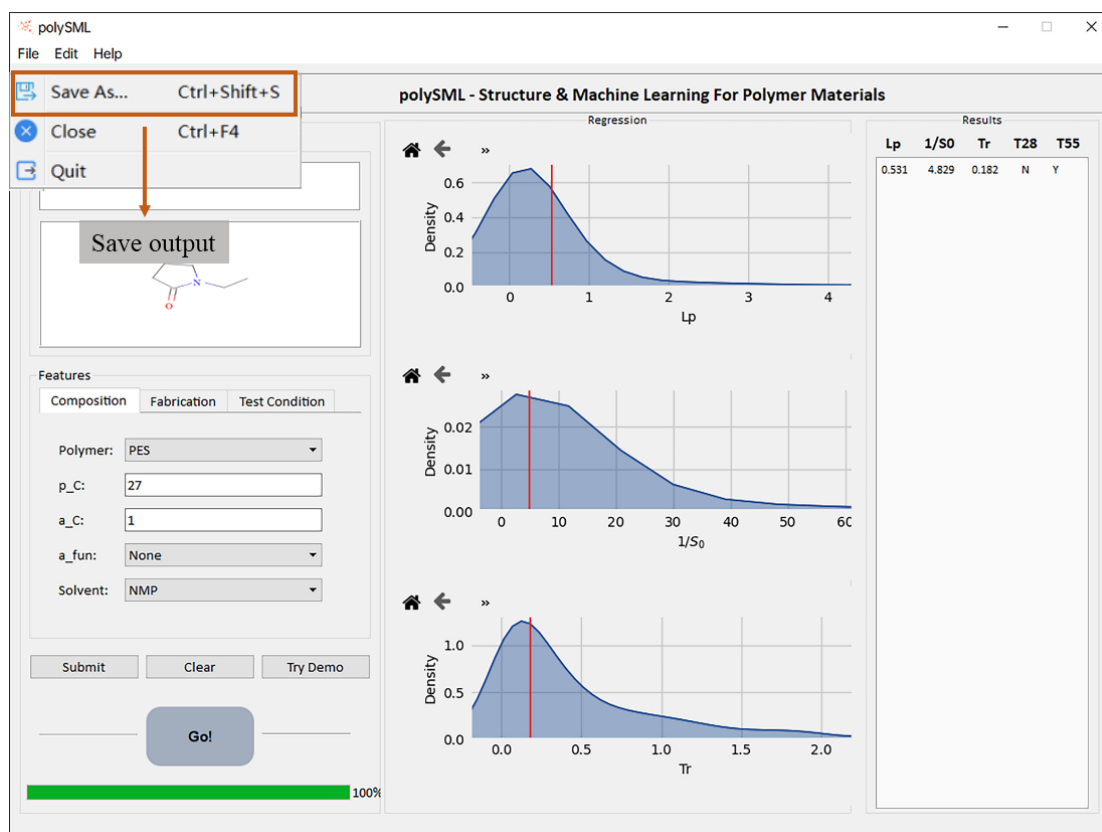 polySML
File Edit Help
Save As... Ctrl+Shift+S
Close Ctrl+F4
Quit
Save output
polySML - Structure & Machine Learning For Polymer Materials
N
O
Features
Composition Fabrication Test Condition
Polymer: PES
p_C: 27
a_C: 1
a_fun: None
Solvent: NMP
Submit Clear Try Demo
Go!
100%
Regression
»
Density
0.6
0.4
0.2
0.0
0 1 2 3 4
Lp
»
Density
0.02
0.01
0.00
0 10 20 30 40 50 60
1/S₀
»
Density
1.0
0.5
0.0
0.0 0.5 1.0 1.5 2.0
Tr
Results
Lp 1/S0 Tr T28 T55
0.531 4.829 0.182 N Y